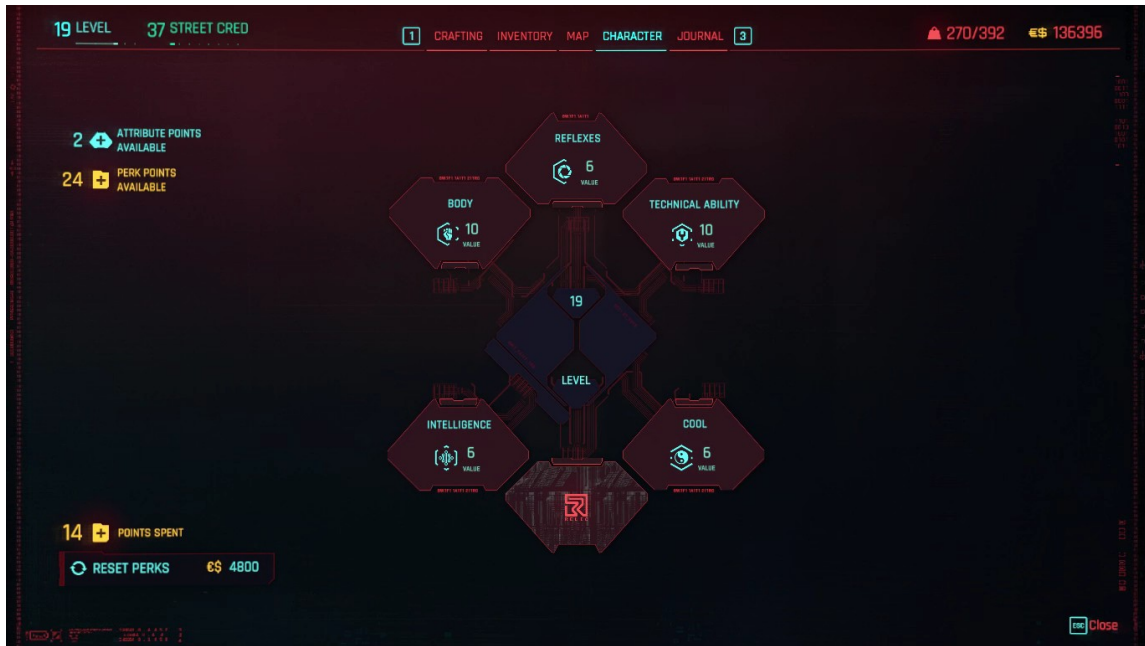 19 LEVEL 37 STREET CRED
1 CRAFTING INVENTORY MAP CHARACTER JOURNAL 3
270/392 €$ 136396
2 ATTRIBUTE POINTS
AVAILABLE
24 PERK POINTS
AVAILABLE
REFLEXES
6
VALUE
BODY
10
VALUE
TECHNICAL ABILITY
10
VALUE
19
LEVEL
INTELLIGENCE
6
VALUE
COOL
6
VALUE
RELIC
14 POINTS SPENT
RESET PERKS €$ 4800
ESC Close